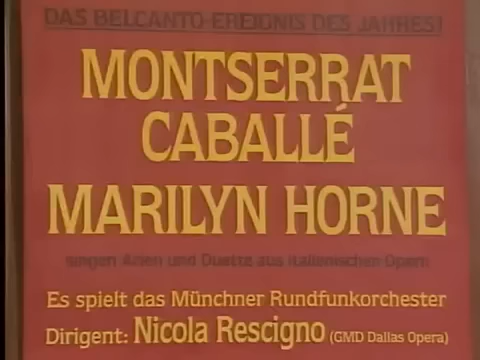 DAS BELCANTO-EREIGNIS DES JAHRES!
MONTSERRAT
CABALLÉ
MARILYN HORNE
singen Arien und Duette aus italienischen Opern
Es spielt das Münchner Rundfunkorchester
Dirigent: Nicola Rescigno (GMD Dallas Opera)